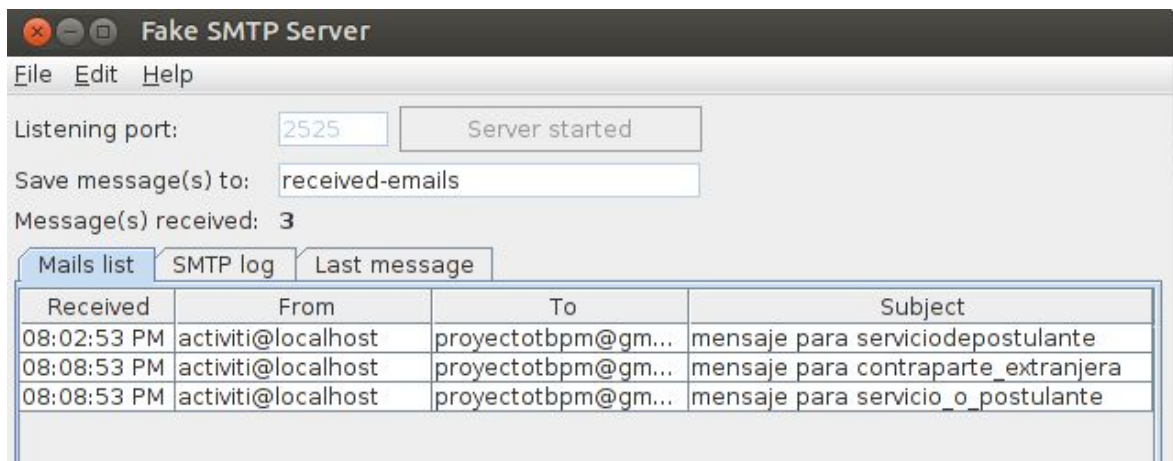 Fake SMTP Server
File Edit Help
Listening port: 2525 Server started
Save message(s) to: received-emails
Message(s) received: 3
Mails list SMTP log Last message
Received From To Subject
08:02:53 PM activiti@localhost proyectotbpm@gm... mensaje para serviciodepostulante
08:08:53 PM activiti@localhost proyectotbpm@gm... mensaje para contraparte_extranjera
08:08:53 PM activiti@localhost proyectotbpm@gm... mensaje para servicio_o_postulante